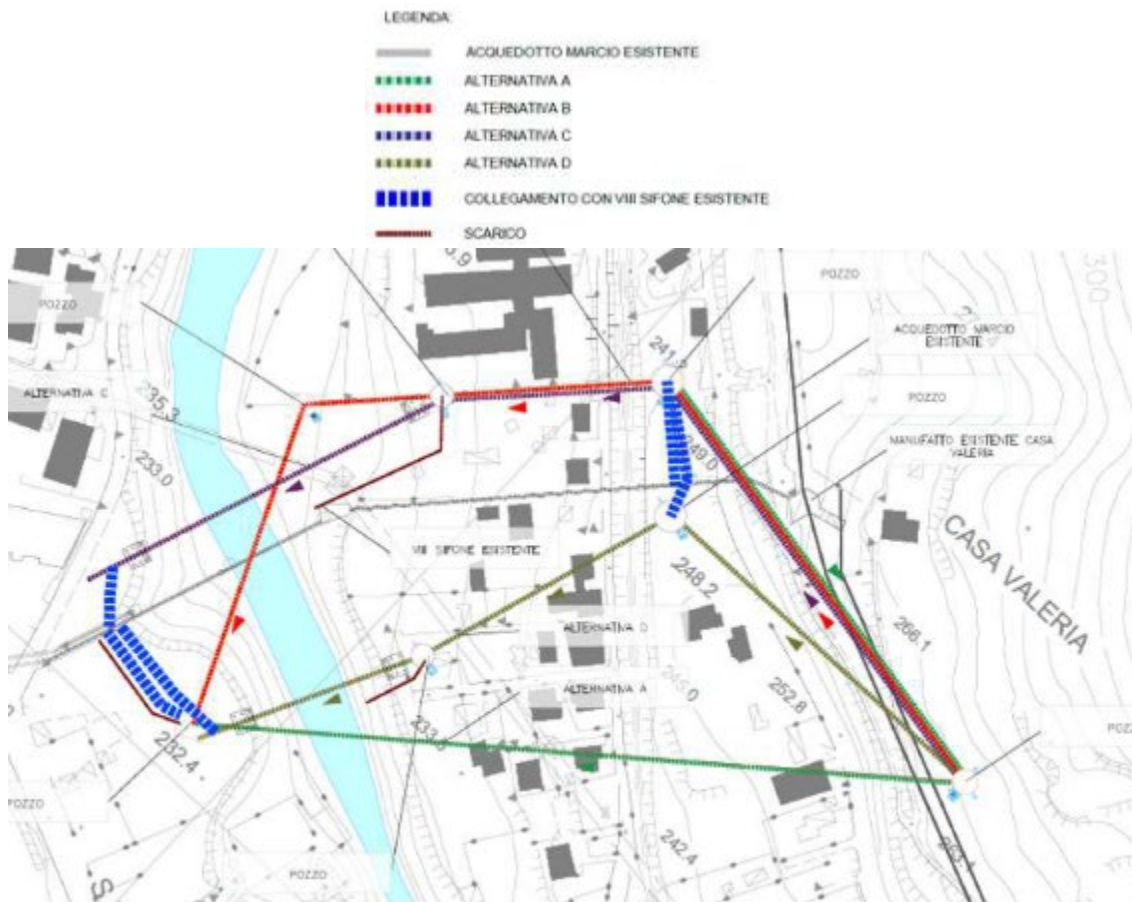 LEGENDA:
ACQUEDOTTO MARCIO ESISTENTE
ALTERNATIVA A
ALTERNATIVA B
ALTERNATIVA C
ALTERNATIVA D
COLLEGAMENTO CON VIII SIFONE ESISTENTE
SCARICO
POZZO
POZZO
300
ACQUEDOTTO MARCIO
ESISTENTE
ALTERNATIVA C
235.3
POZZO
233.0
249.0
MANUFATTO ESISTENTE CASA
VALERIA
CASA VALERIA
VIII SIFONE ESISTENTE
248.2
ALTERNATIVA D
266.1
ALTERNATIVA A
252.8
232.4
POZZO
242.4
POZZO